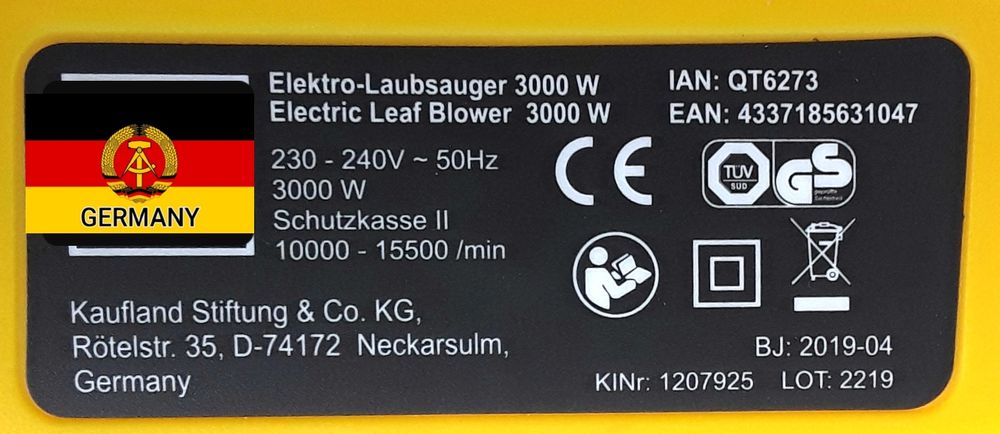 GERMANY
Elektro-Laubsauger 3000 W
Electric Leaf Blower 3000 W
230 - 240V ~ 50Hz
3000 W
Schutzkasse II
10000 - 15500 /min
IAN: QT6273
EAN: 4337185631047
CE
TÜV
SÜD
GS
geprüfte
Sicherheit
Kaufland Stiftung & Co. KG,
Rötelstr. 35, D-74172 Neckarsulm,
Germany
BJ: 2019-04
KINr: 1207925 LOT: 2219